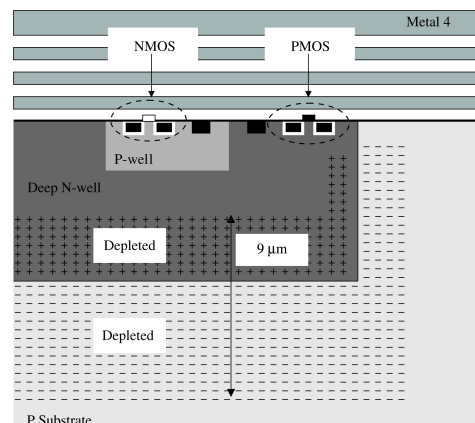 Metal 4
NMOS
PMOS
P-well
Deep N-well
Depleted
9 μm
Depleted
P Substrate